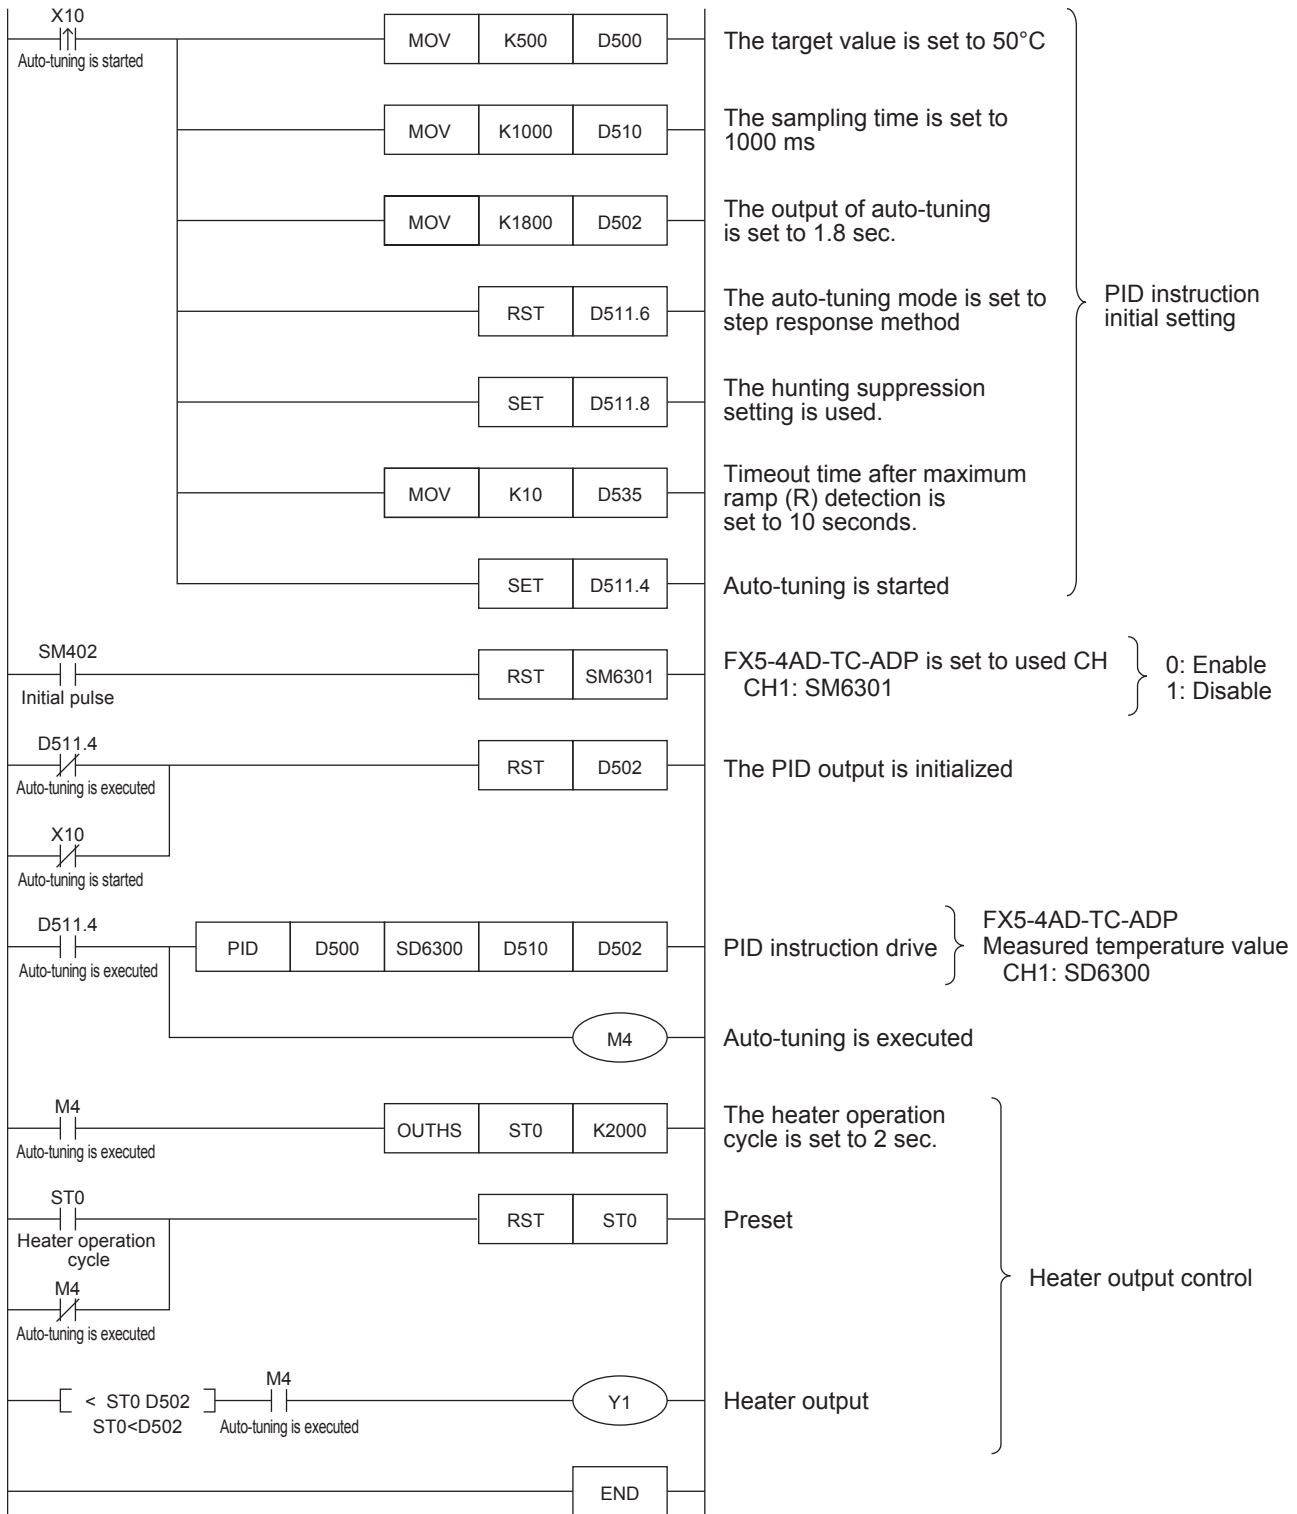 X10
Auto-tuning is started
MOV K500 D500
The target value is set to 50°C
MOV K1000 D510
The sampling time is set to
1000 ms
MOV K1800 D502
The output of auto-tuning
is set to 1.8 sec.
RST D511.6
The auto-tuning mode is set to
step response method
PID instruction
initial setting
SET D511.8
The hunting suppression
setting is used.
MOV K10 D535
Timeout time after maximum
ramp (R) detection is
set to 10 seconds.
SET D511.4
Auto-tuning is started
SM402
Initial pulse
RST SM6301
FX5-4AD-TC-ADP is set to used CH
CH1: SM6301
0: Enable
1: Disable
D511.4
Auto-tuning is executed
RST D502
The PID output is initialized
X10
Auto-tuning is started
D511.4
Auto-tuning is executed
PID D500 SD6300 D510 D502
PID instruction drive
FX5-4AD-TC-ADP
Measured temperature value
CH1: SD6300
M4
Auto-tuning is executed
M4
Auto-tuning is executed
OUTHS ST0 K2000
The heater operation
cycle is set to 2 sec.
ST0
Heater operation
cycle
RST ST0
Preset
M4
Auto-tuning is executed
Heater output control
< ST0 D502
ST0<D502
M4
Auto-tuning is executed
Y1
Heater output
END